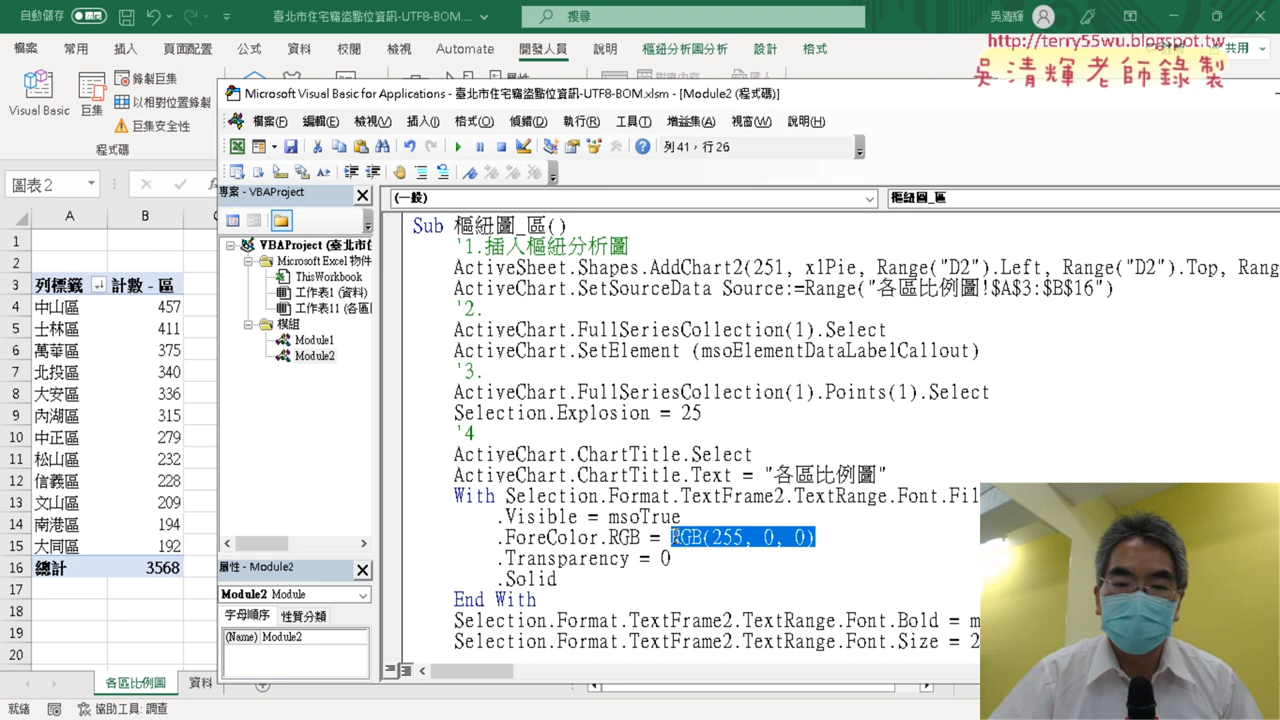 自動儲存
臺北市住宅竊盜點位資訊-UTF8-BOM....
搜尋
吳清輝
檔案 常用 插入 頁面配置 公式 資料 校閱 檢視 Automate 開發人員 說明 樞紐分析圖分析 設計 格式
共用
http://terry55wu.blogspot.tw
吳清輝老師錄製
Visual Basic
巨集
錄製巨集
以相對位置錄製
巨集安全性
程式碼
圖表2
Microsoft Visual Basic for Applications - 臺北市住宅竊盜點位資訊-UTF8-BOM.xlsm - [Module2 (程式碼)]
檔案(F) 編輯(E) 檢視(V) 插入(I) 格式(O) 偵錯(D) 執行(R) 工具(T) 增益集(A) 視窗(W) 說明(H)
列 41，行 26
專案 - VBAProject
VBAProject (臺北市住
Microsoft Excel 物件
ThisWorkbook
工作表1 (資料)
工作表11 (各區
模組
Module1
Module2
屬性 - Module2
Module2 Module
字母順序 性質分類
(Name) Module2
(一般)
樞紐圖_區
Sub 樞紐圖_區()
'1.插入樞紐分析圖
ActiveSheet.Shapes.AddChart2(251, xlPie, Range("D2").Left, Range("D2").Top, Rang
ActiveChart.SetSourceData Source:=Range("各區比例圖!$A$3:$B$16")
'2.
ActiveChart.FullSeriesCollection(1).Select
ActiveChart.SetElement (msoElementDataLabelCallout)
'3.
ActiveChart.FullSeriesCollection(1).Points(1).Select
Selection.Explosion = 25
'4
ActiveChart.ChartTitle.Select
ActiveChart.ChartTitle.Text = "各區比例圖"
With Selection.Format.TextFrame2.TextRange.Font.Fil
.Visible = msoTrue
.ForeColor.RGB = RGB(255, 0, 0)
.Transparency = 0
.Solid
End With
Selection.Format.TextFrame2.TextRange.Font.Bold = m
Selection.Format.TextFrame2.TextRange.Font.Size = 2
A B
1
2
3 列標籤 計數 - 區
4 中山區 457
5 士林區 411
6 萬華區 375
7 北投區 340
8 大安區 336
9 內湖區 315
10 中正區 279
11 松山區 232
12 信義區 228
13 文山區 209
14 南港區 194
15 大同區 192
16 總計 3568
17
18
19
20
各區比例圖 資料
就緒 協助工具: 調查